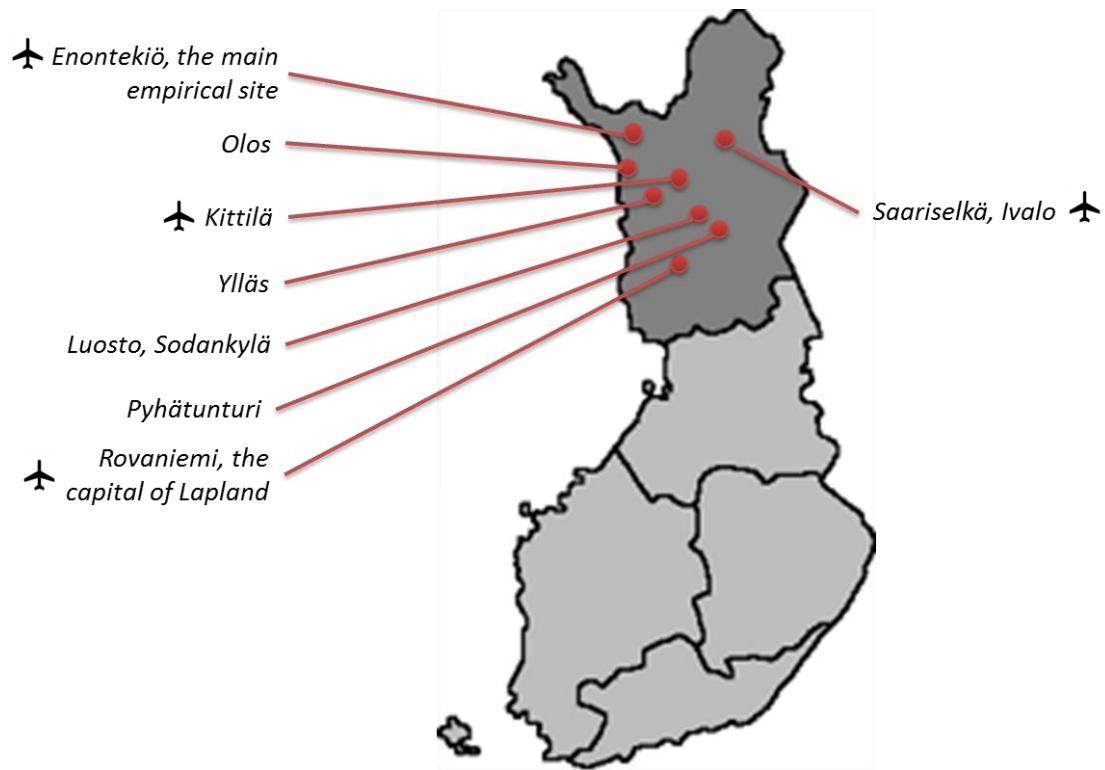 Enontekiö, the main
empirical site
Olos
Kittilä
Ylläs
Luosto, Sodankylä
Pyhätunturi
Rovaniemi, the
capital of Lapland
Saariselkä, Ivalo